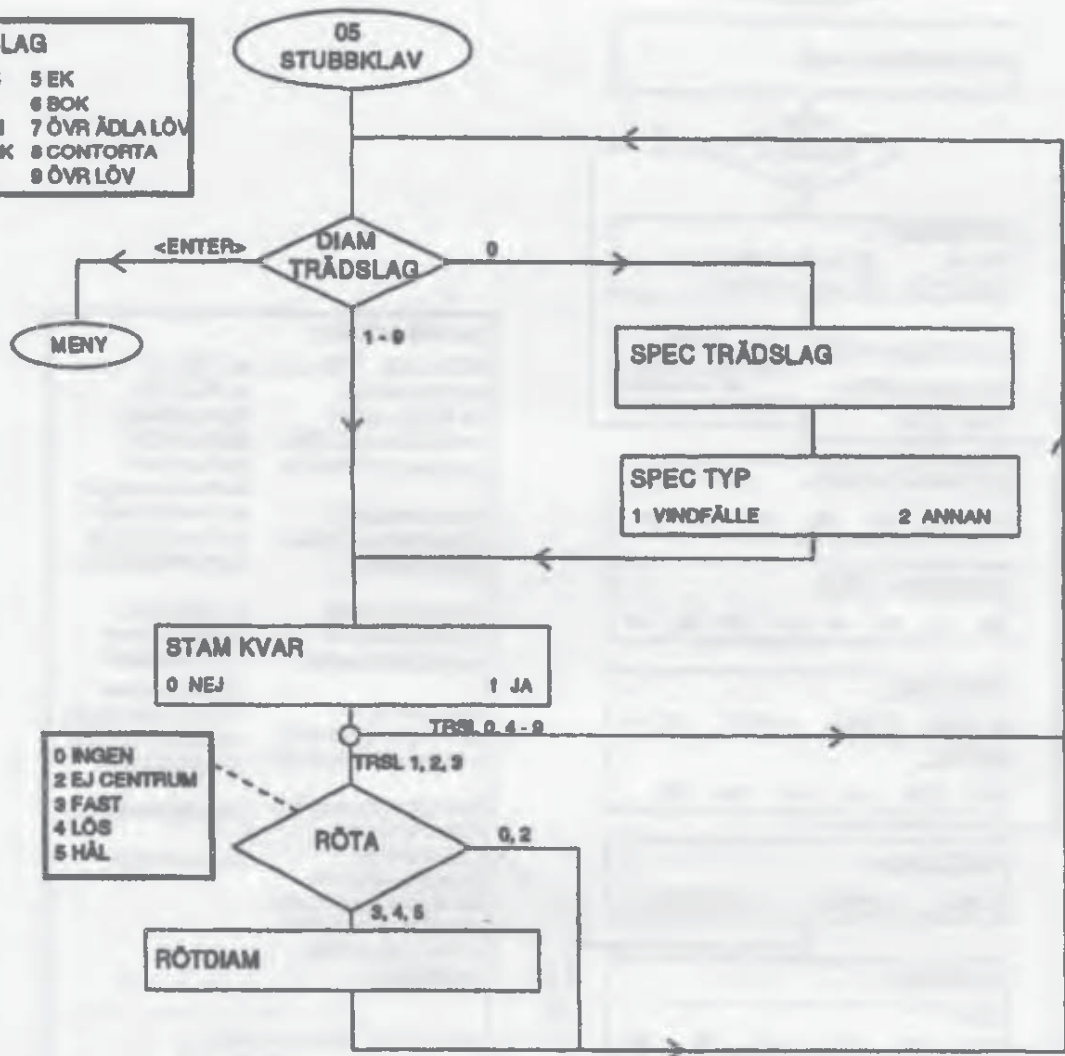 05
STUBBKLAV
5 EK
6 BOK
7 ÖVR ÄDLA LÖV
8 CONTORTA
9 ÖVR LÖV
<ENTER>
DIAM
TRÄDSLAG
0
MENY
1 - 9
SPEC TRÄDSLAG
SPEC TYP
1 VINDFÄLLE 2 ANNAN
STAM KVAR
0 NEJ 1 JA
TRSL 0, 4 - 9
TRSL 1, 2, 3
0 INGEN
2 EJ CENTRUM
3 FAST
4 LÖS
5 HÅL
RÖTA
0, 2
3, 4, 5
RÖTDIAM